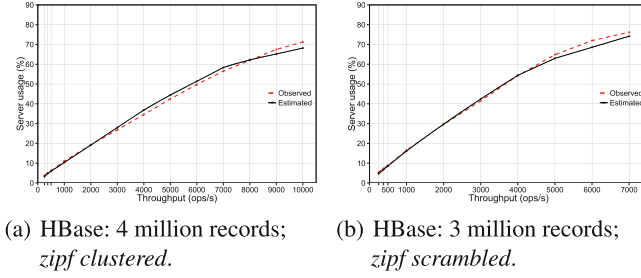 90
80
70
60
50
40
30
20
10
0
Server usage (%)
Observed
Estimated
0 500 1000 2000 3000 4000 5000 6000 7000 8000 9000 10000
Throughput (ops/s)
(a) HBase: 4 million records;
zipf clustered.
90
80
70
60
50
40
30
20
10
0
Server usage (%)
Observed
Estimated
0 500 1000 2000 3000 4000 5000 6000 7000
Throughput (ops/s)
(b) HBase: 3 million records;
zipf scrambled.